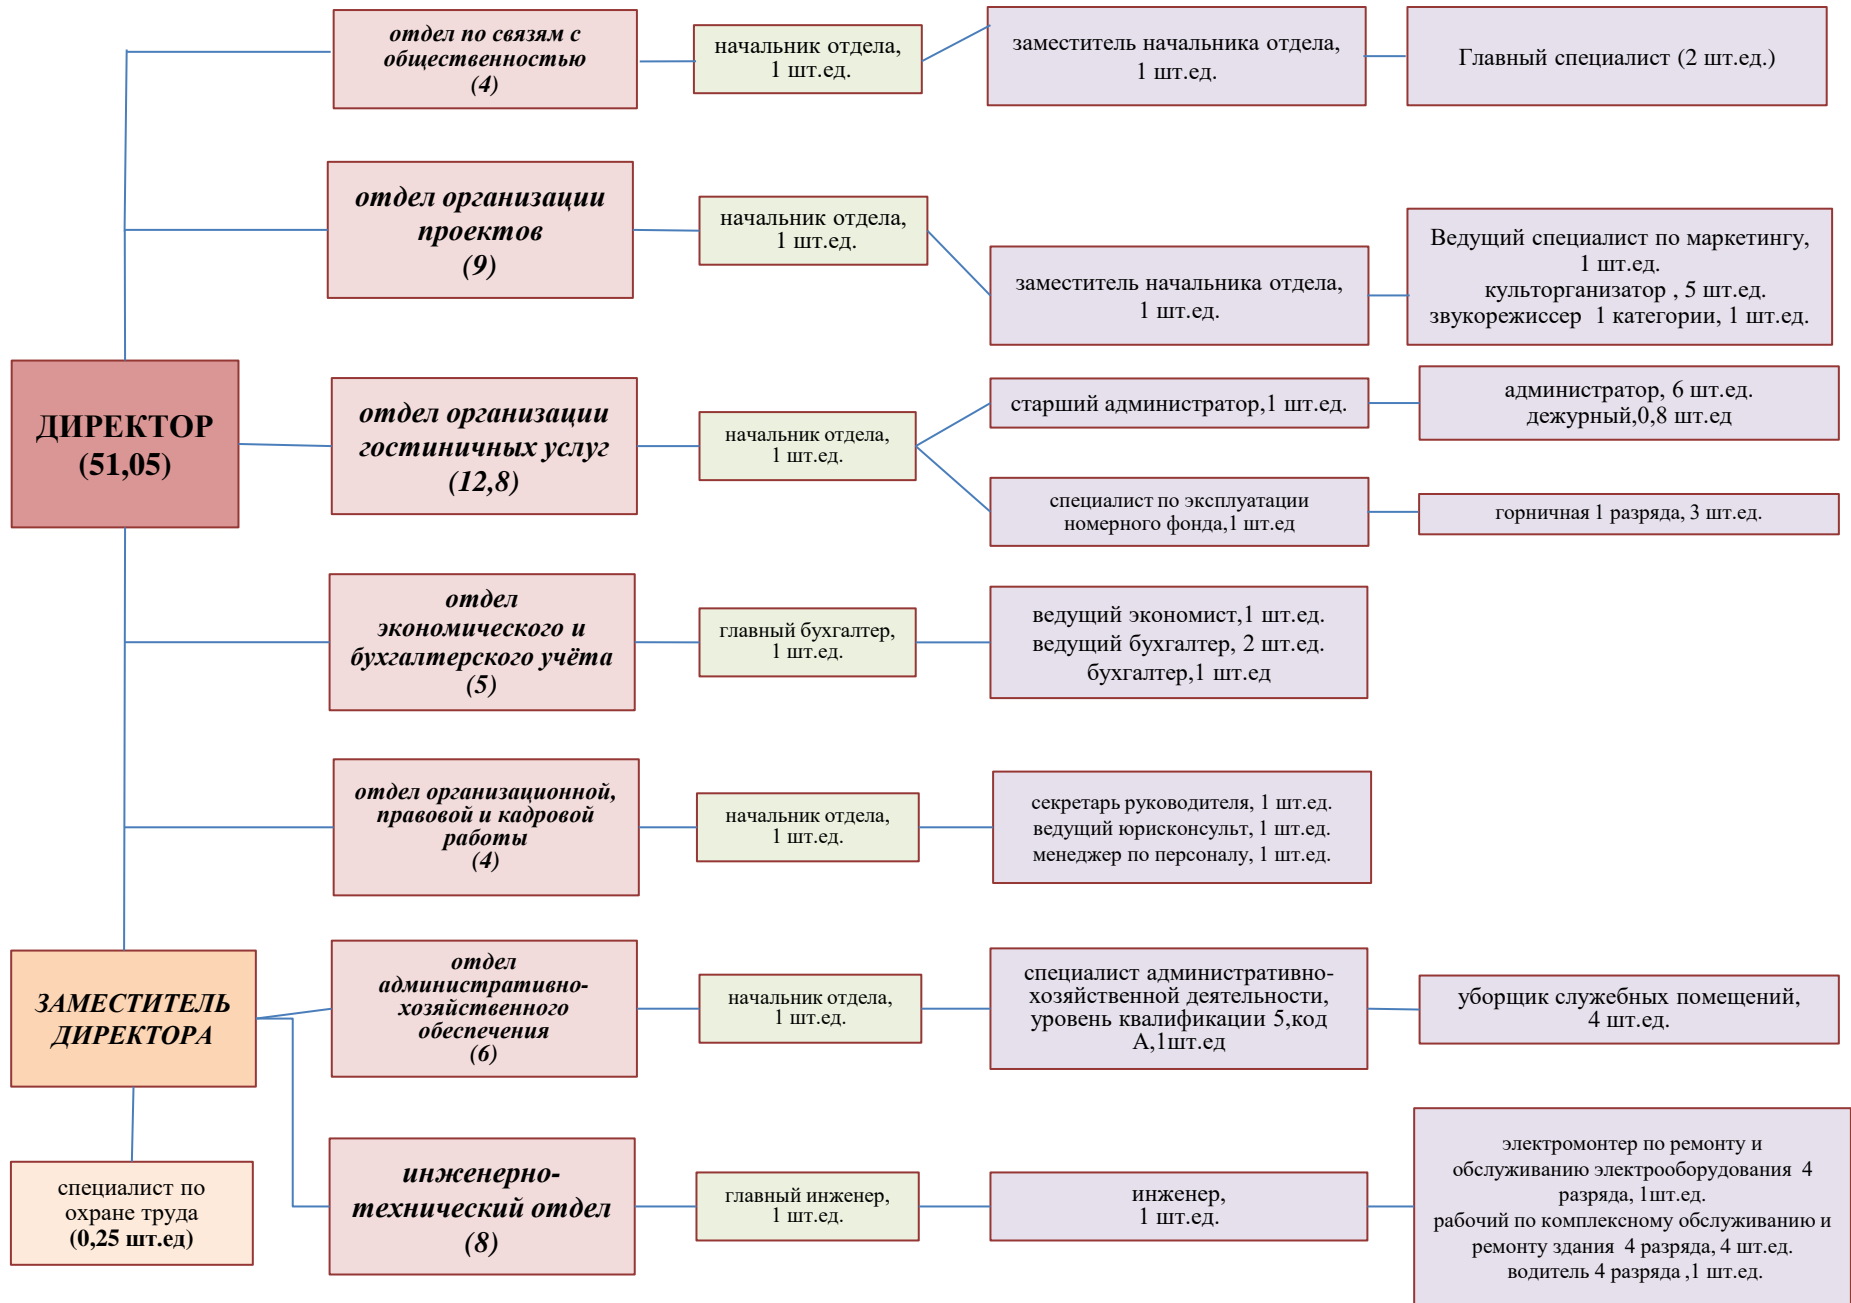 отдел по связям с
общественностью
(4)
начальник отдела,
1 шт.ед.
заместитель начальника отдела,
1 шт.ед.
Главный специалист (2 шт.ед.)
отдел организации
проектов
(9)
начальник отдела,
1 шт.ед.
заместитель начальника отдела,
1 шт.ед.
Ведущий специалист по маркетингу,
1 шт.ед.
культорганизатор , 5 шт.ед.
звукорежиссер 1 категории, 1 шт.ед.
ДИРЕКТОР
(51,05)
отдел организации
гостиничных услуг
(12,8)
начальник отдела,
1 шт.ед.
старший администратор,1 шт.ед.
администратор, 6 шт.ед.
дежурный,0,8 шт.ед
специалист по эксплуатации
номерного фонда,1 шт.ед
горничная 1 разряда, 3 шт.ед.
отдел
экономического и
бухгалтерского учёта
(5)
главный бухгалтер,
1 шт.ед.
ведущий экономист,1 шт.ед.
ведущий бухгалтер, 2 шт.ед.
бухгалтер,1 шт.ед
отдел организационной,
правовой и кадровой
работы
(4)
начальник отдела,
1 шт.ед.
секретарь руководителя, 1 шт.ед.
ведущий юрисконсульт, 1 шт.ед.
менеджер по персоналу, 1 шт.ед.
ЗАМЕСТИТЕЛЬ
ДИРЕКТОРА
отдел
административно-
хозяйственного
обеспечения
(6)
начальник отдела,
1 шт.ед.
специалист административно-
хозяйственной деятельности,
уровень квалификации 5,код
А,1шт.ед
уборщик служебных помещений,
4 шт.ед.
специалист по
охране труда
(0,25 шт.ед)
инженерно-
технический отдел
(8)
главный инженер,
1 шт.ед.
инженер,
1 шт.ед.
электромонтер по ремонту и
обслуживанию электрооборудования 4
разряда, 1шт.ед.
рабочий по комплексному обслуживанию и
ремонту здания 4 разряда, 4 шт.ед.
водитель 4 разряда ,1 шт.ед.